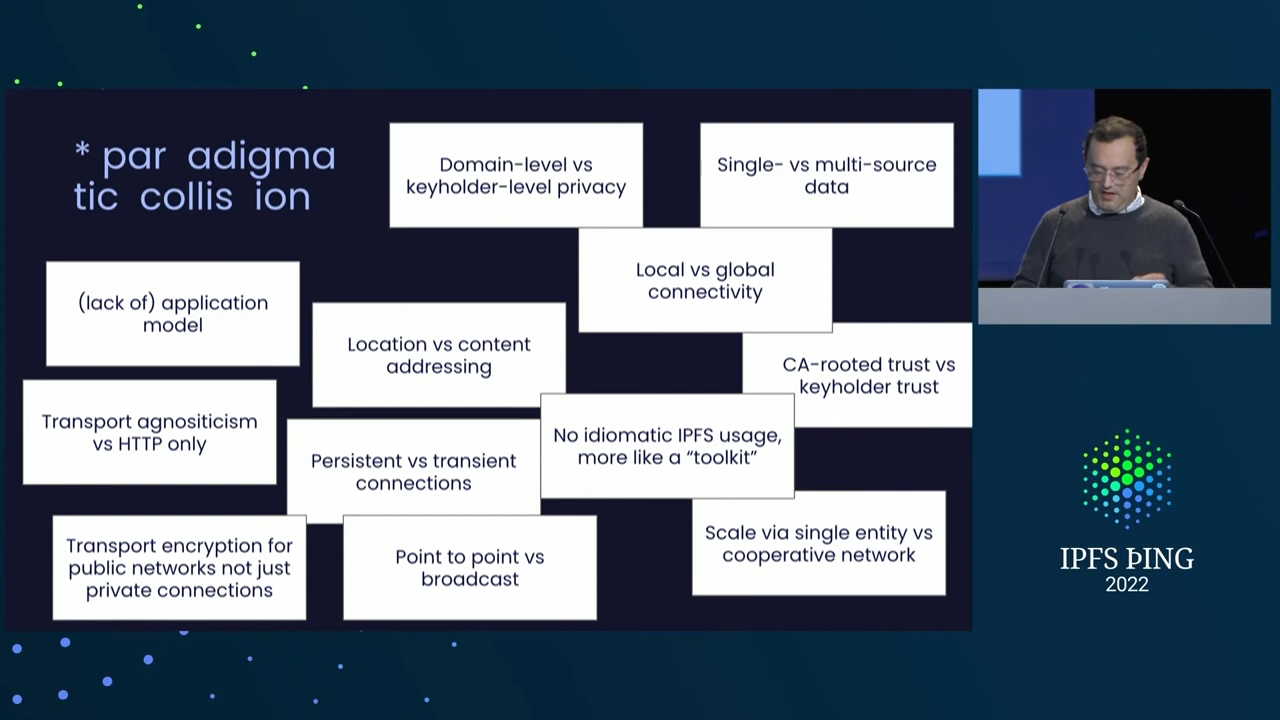 * par adigma
tic collis ion
Domain-level vs
keyholder-level privacy
Single- vs multi-source
data
Local vs global
connectivity
(lack of) application
model
Location vs content
addressing
CA-rooted trust vs
keyholder trust
Transport agnositicism
vs HTTP only
Persistent vs transient
connections
No idiomatic IPFS usage,
more like a “toolkit”
Scale via single entity vs
cooperative network
Transport encryption for
public networks not just
private connections
Point to point vs
broadcast
IPFS ÞING
2022